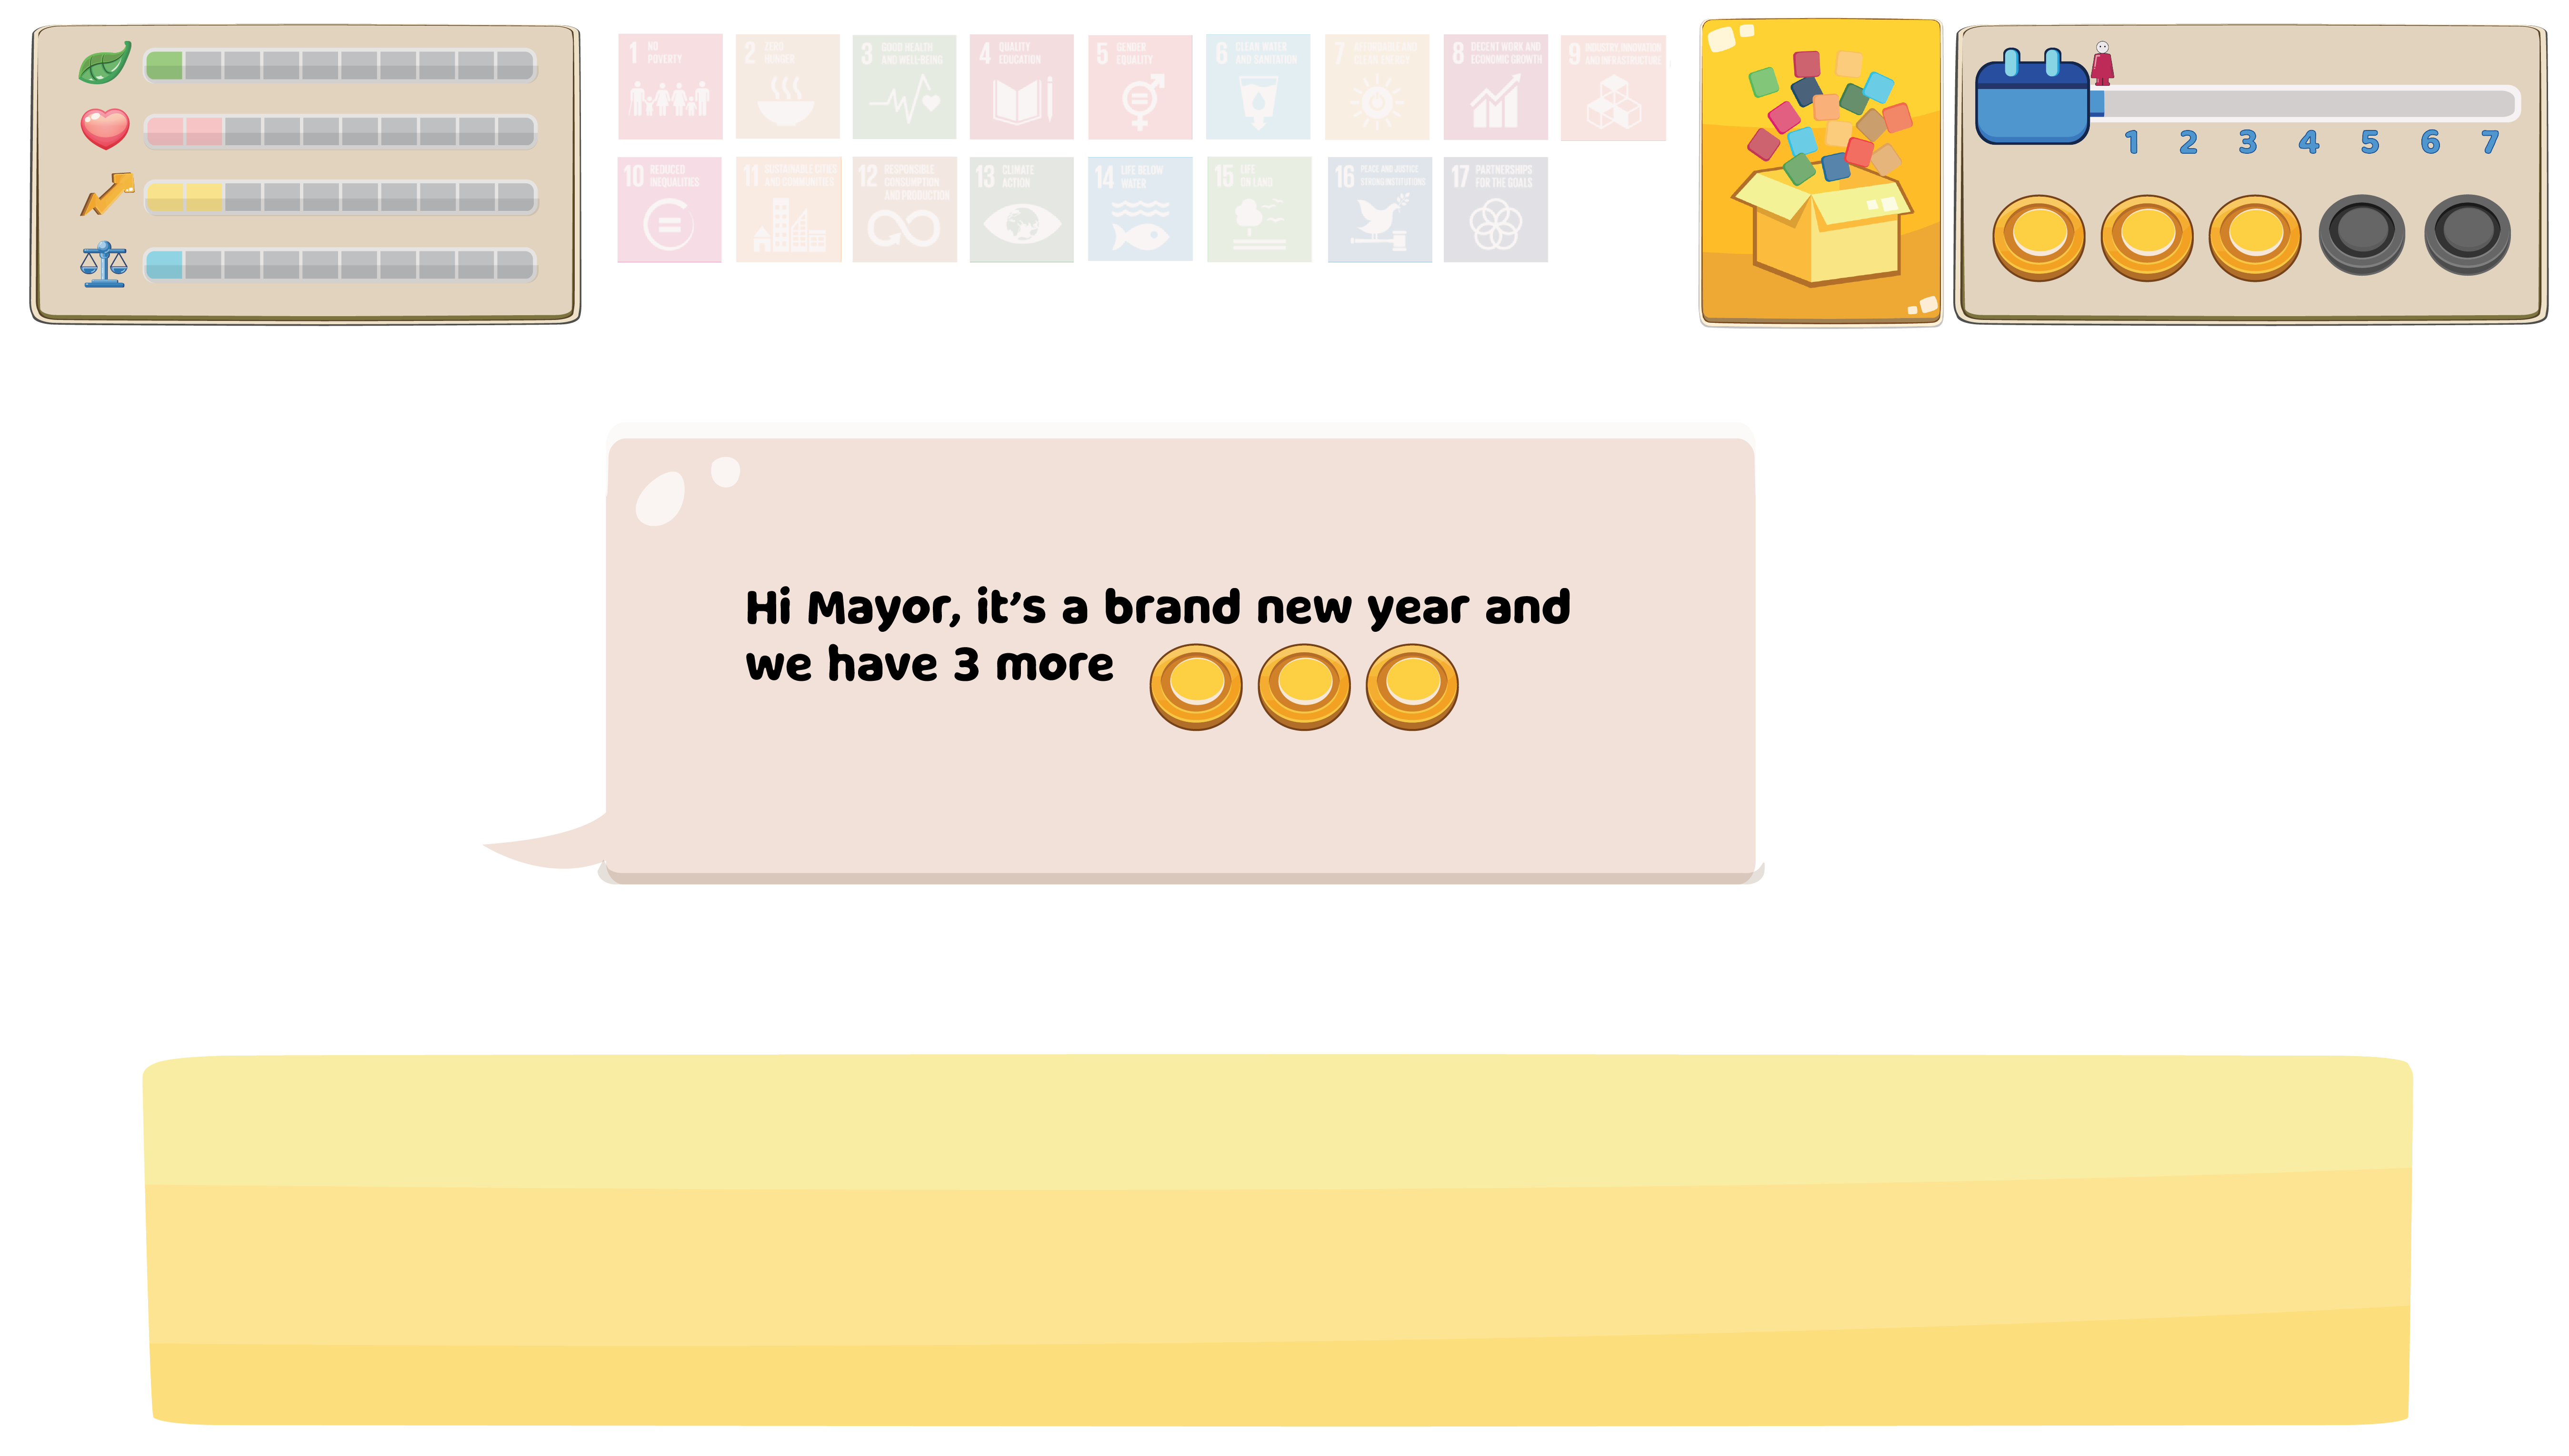 1 NO
POVERTY
2 ZERO
HUNGER
3 GOOD HEALTH
AND WELL-BEING
4 QUALITY
EDUCATION
5 GENDER
EQUALITY
6 CLEAN WATER
AND SANITATION
7 AFFORDABLE AND
CLEAN ENERGY
8 DECENT WORK AND
ECONOMIC GROWTH
9 INDUSTRY, INNOVATION
AND INFRASTRUCTURE
10 REDUCED
INEQUALITIES
11 SUSTAINABLE CITIES
AND COMMUNITIES
12 RESPONSIBLE
CONSUMPTION
AND PRODUCTION
13 CLIMATE
ACTION
14 LIFE BELOW
WATER
15 LIFE
ON LAND
16 PEACE AND JUSTICE
STRONG INSTITUTIONS
17 PARTNERSHIPS
FOR THE GOALS
1 2 3 4 5 6 7
Hi Mayor, it's a brand new year and
we have 3 more